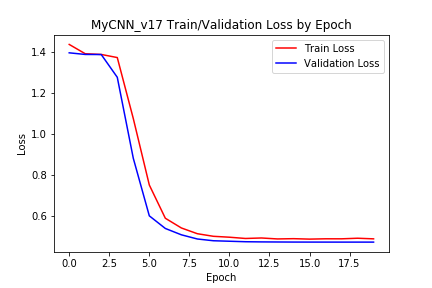 MyCNN_v17 Train/Validation Loss by Epoch
Train Loss
Validation Loss
1.4
1.2
1.0
0.8
0.6
Loss
0.0 2.5 5.0 7.5 10.0 12.5 15.0 17.5
Epoch